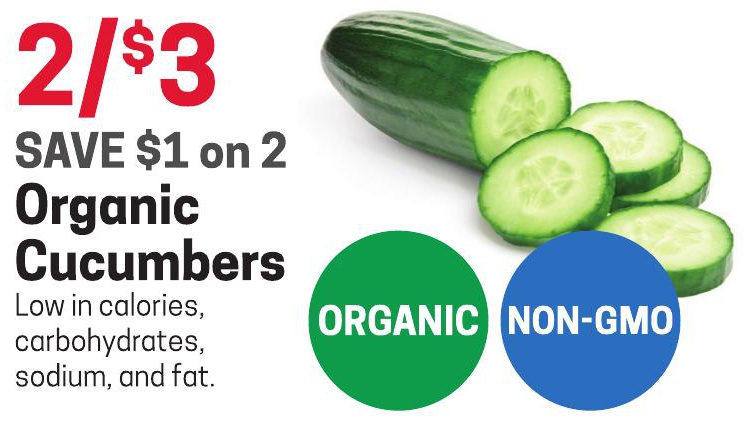 2/$3
SAVE $1 on 2
Organic
Cucumbers
Low in calories,
carbohydrates,
sodium, and fat.
ORGANIC
NON-GMO